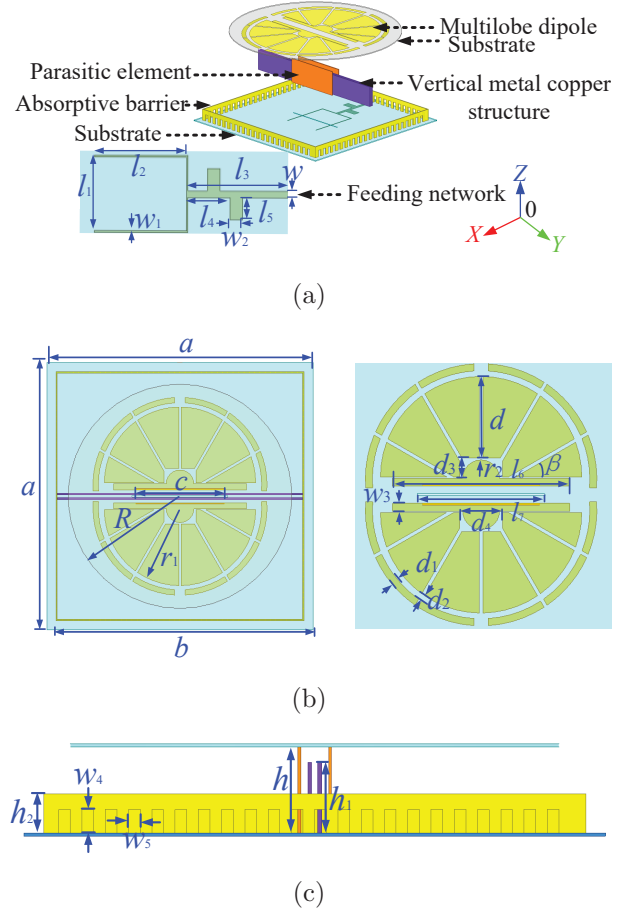 Multilobe dipole
Substrate
Parasitic element
Vertical metal copper
structure
Absorptive barrier
Substrate
l2
l3
w
l1
Feeding network
w1
l4
l5
w2
Z
0
X
Y
(a)
a
a
c
R
r1
b
d
d3
r2
l6
β
w3
l7
d4
d1
d2
(b)
w4
h
h2
h1
w5
(c)